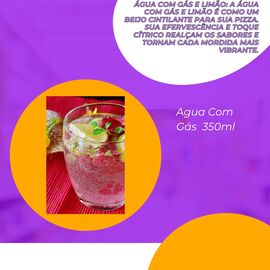 ÁGUA COM GÁS E LIMÃO: A ÁGUA
COM GÁS E LIMÃO É COMO UM
BEIJO CINTILANTE PARA SUA PIZZA.
SUA EFERVESCÊNCIA E TOQUE
CÍTRICO REALÇAM OS SABORES E
TORNAM CADA MORDIDA MAIS
VIBRANTE.
Agua Com
Gás 350ml